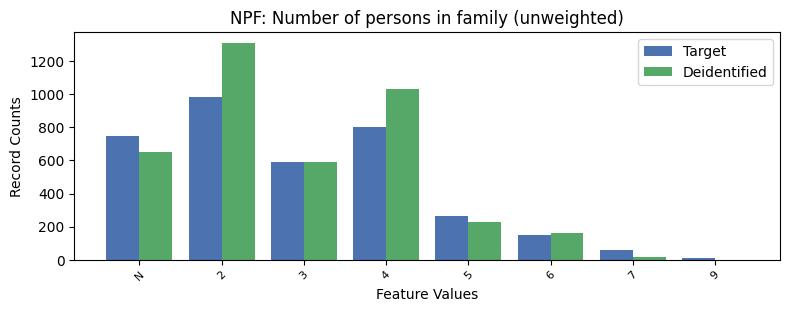 NPF: Number of persons in family (unweighted)
Target
Deidentified
Record Counts
1200
1000
800
600
400
200
0
N 2 3 4 5 6 7 9
Feature Values